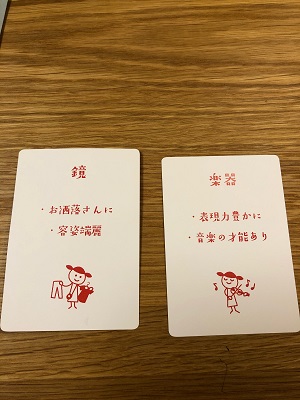 鏡
・お洒落さんに
・容姿端麗
楽器
・表現力豊かに
・音楽の才能あり